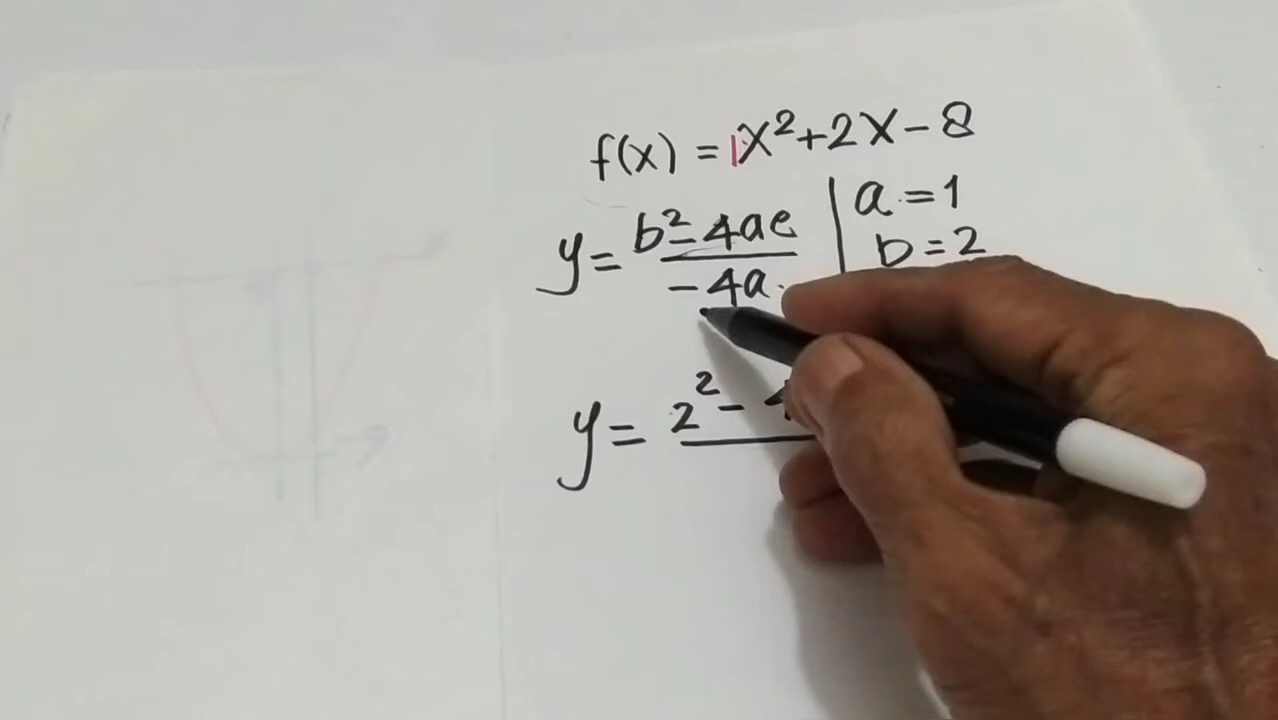 f(x) = 1x²+2x-8
y= b²-4ac / -4a
a = 1
b = 2
y = 2² -